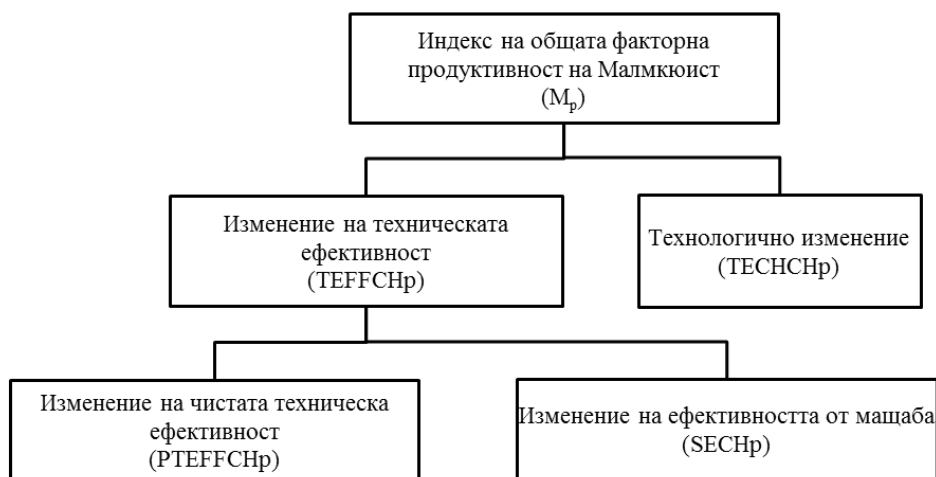 Индекс на общата факторна
продуктивност на Малмкюист
(Mp)
Изменение на техническата
ефективност
(TEFFCHp)
Технологично изменение
(TECHCHp)
Изменение на чистата техническа
ефективност
(PTEFFCHp)
Изменение на ефективността от мащаба
(SECHp)